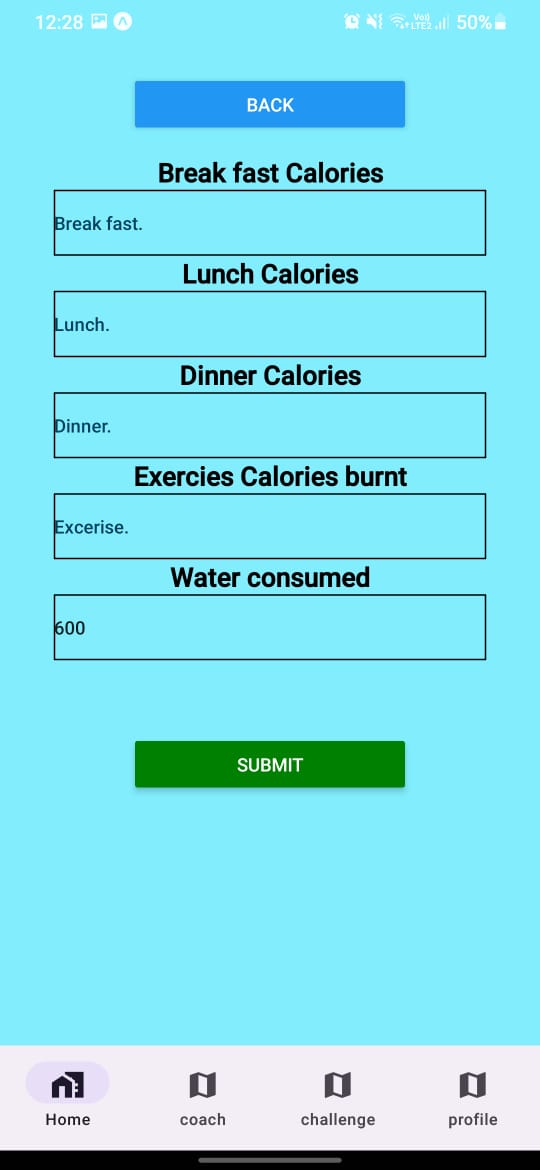 12:28
Vo))
LTE2
50%
BACK
Break fast Calories
Break fast.
Lunch Calories
Lunch.
Dinner Calories
Dinner.
Exercies Calories burnt
Excerise.
Water consumed
600
SUBMIT
Home coach challenge profile